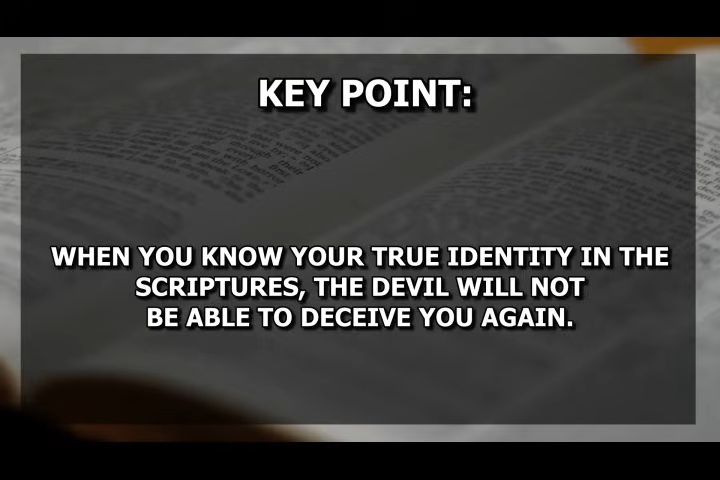 KEY POINT:
WHEN YOU KNOW YOUR TRUE IDENTITY IN THE
SCRIPTURES, THE DEVIL WILL NOT
BE ABLE TO DECEIVE YOU AGAIN.